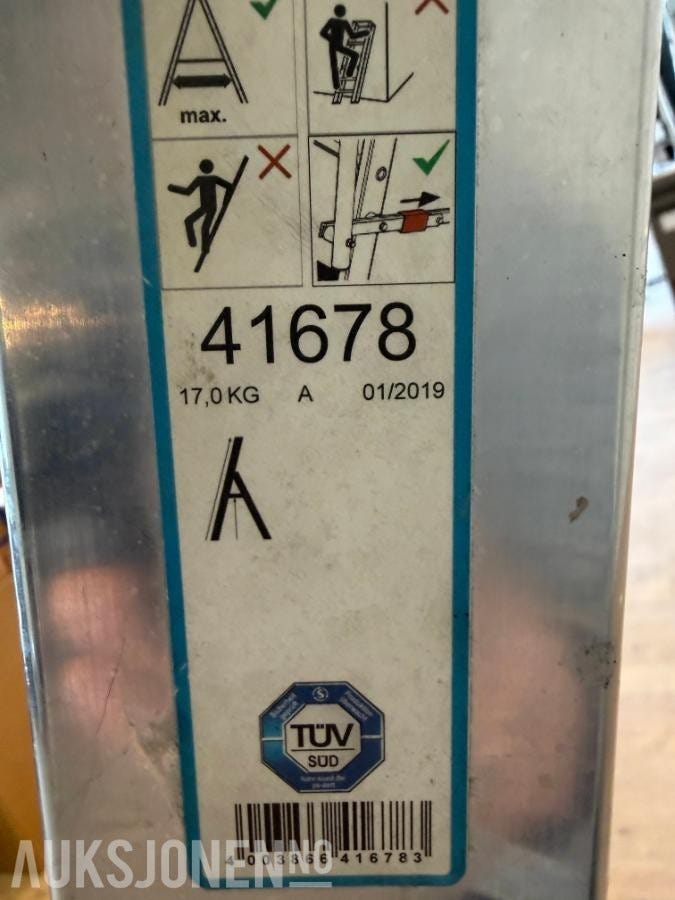 max.
41678
17,0 KG A 01/2019
TÜV
SÜD
4 003866 416783
AUKSJONEN.NO